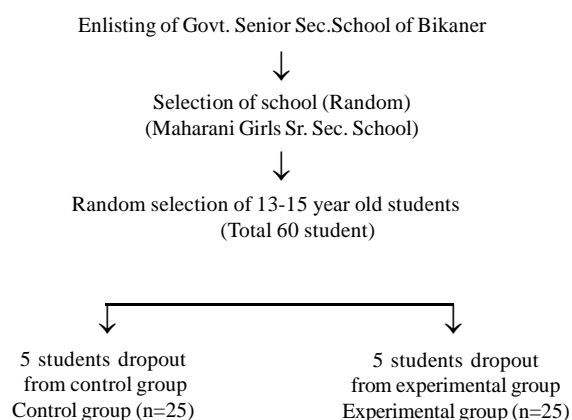 Enlisting of Govt. Senior Sec.School of Bikaner
Selection of school (Random)
(Maharani Girls Sr. Sec. School)
Random selection of 13-15 year old students
(Total 60 student)
5 students dropout
from control group
Control group (n=25)
5 students dropout
from experimental group
Experimental group (n=25)